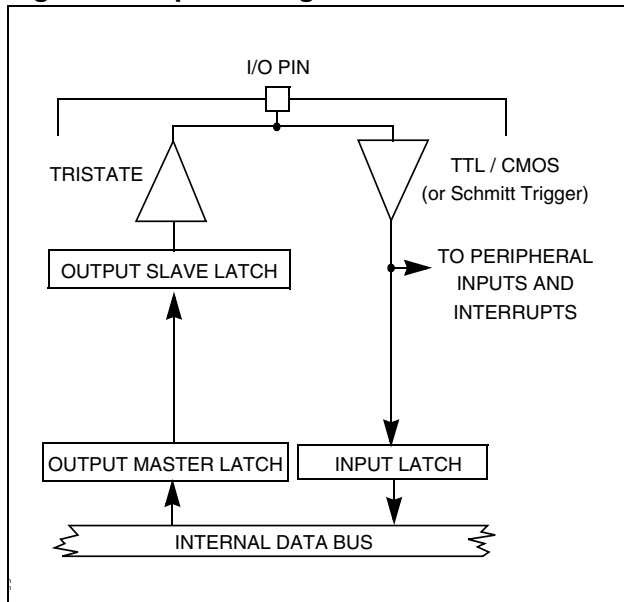 I/O PIN
TRISTATE
TTL / CMOS
(or Schmitt Trigger)
TO PERIPHERAL
INPUTS AND
INTERRUPTS
OUTPUT SLAVE LATCH
OUTPUT MASTER LATCH
INPUT LATCH
INTERNAL DATA BUS